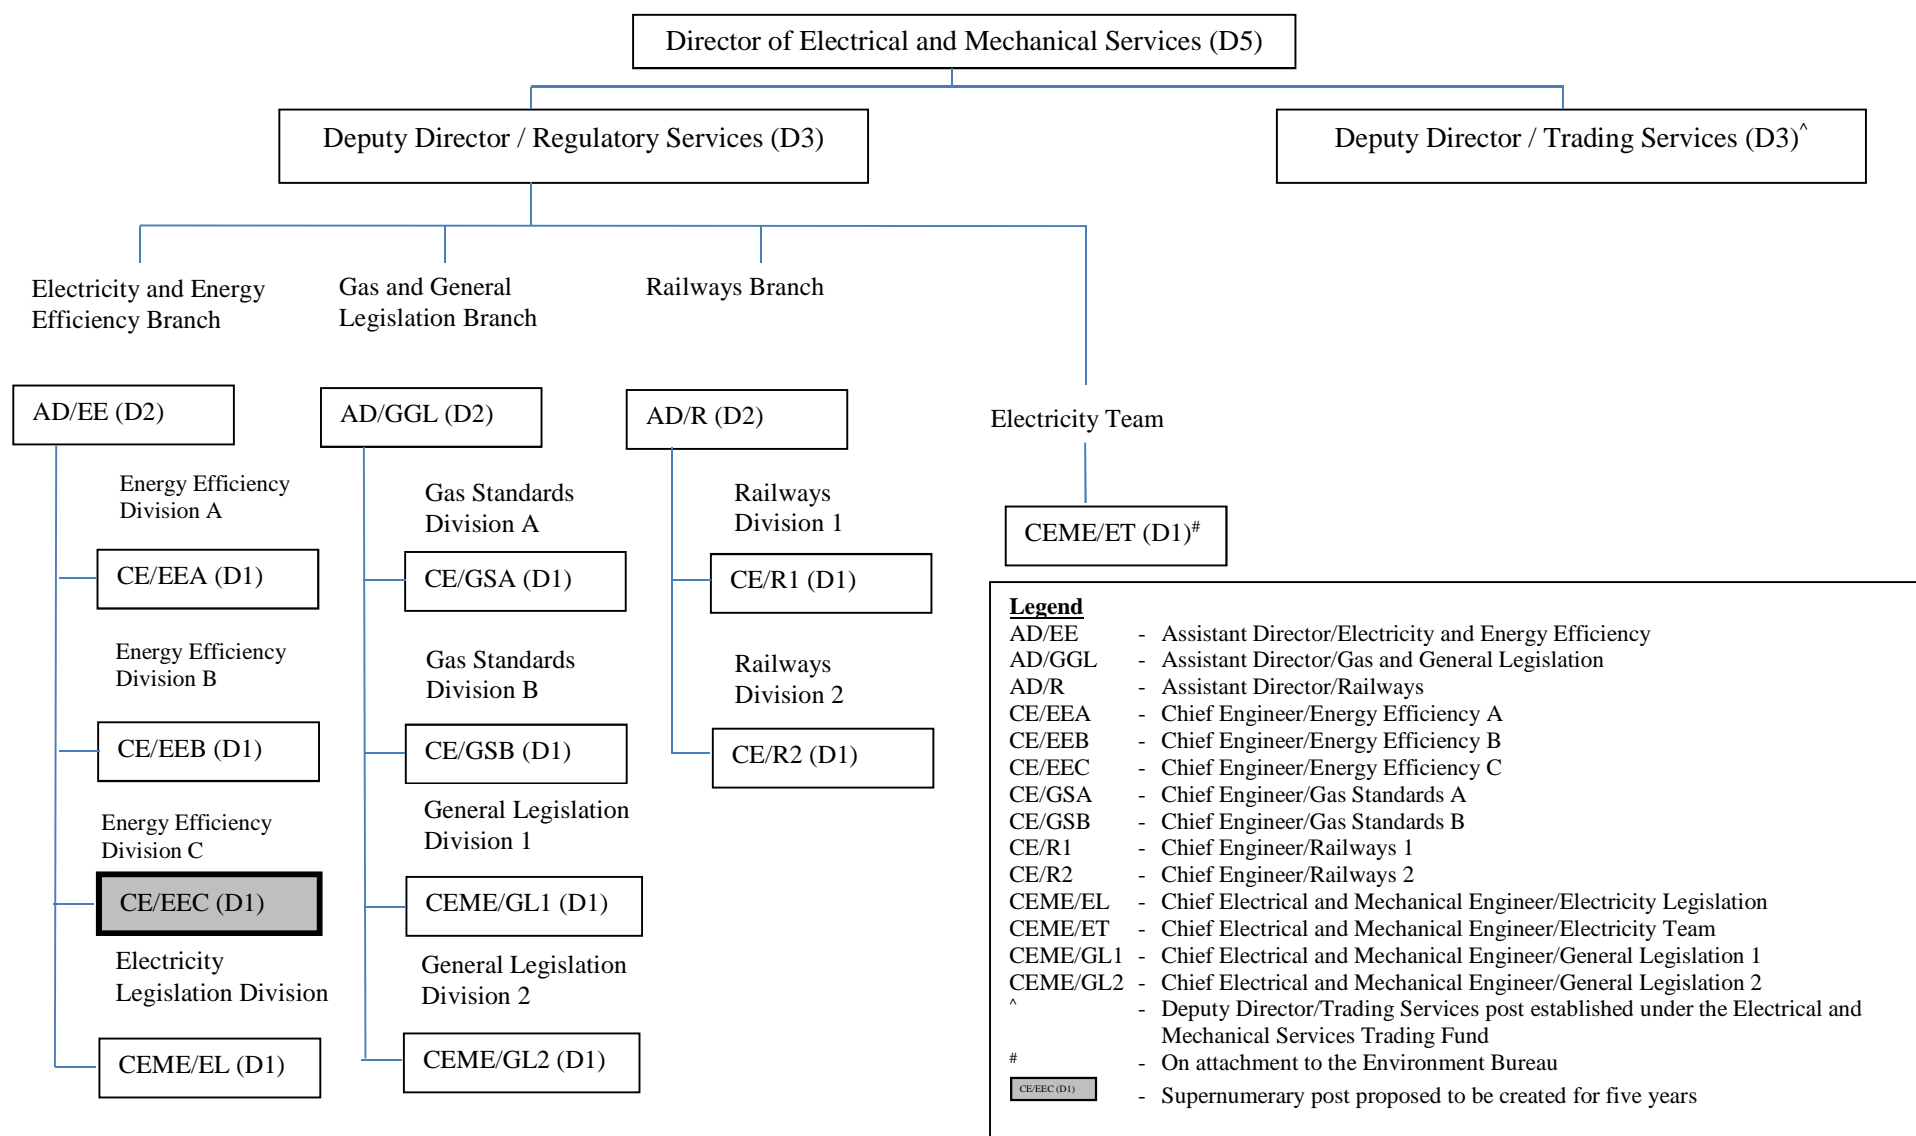 Director of Electrical and Mechanical Services (D5)
Deputy Director / Regulatory Services (D3)
Deputy Director / Trading Services (D3)^
Electricity and Energy
Efficiency Branch
Gas and General
Legislation Branch
Railways Branch
AD/EE (D2)
AD/GGL (D2)
AD/R (D2)
Electricity Team
CEME/ET (D1)#
Energy Efficiency
Division A
CE/EEA (D1)
Energy Efficiency
Division B
CE/EEB (D1)
Energy Efficiency
Division C
CE/EEC (D1)
Electricity
Legislation Division
CEME/EL (D1)
Gas Standards
Division A
CE/GSA (D1)
Gas Standards
Division B
CE/GSB (D1)
General Legislation
Division 1
CEME/GL1 (D1)
General Legislation
Division 2
CEME/GL2 (D1)
Railways
Division 1
CE/R1 (D1)
Railways
Division 2
CE/R2 (D1)
Legend
AD/EE - Assistant Director/Electricity and Energy Efficiency
AD/GGL - Assistant Director/Gas and General Legislation
AD/R - Assistant Director/Railways
CE/EEA - Chief Engineer/Energy Efficiency A
CE/EEB - Chief Engineer/Energy Efficiency B
CE/EEC - Chief Engineer/Energy Efficiency C
CE/GSA - Chief Engineer/Gas Standards A
CE/GSB - Chief Engineer/Gas Standards B
CE/R1 - Chief Engineer/Railways 1
CE/R2 - Chief Engineer/Railways 2
CEME/EL - Chief Electrical and Mechanical Engineer/Electricity Legislation
CEME/ET - Chief Electrical and Mechanical Engineer/Electricity Team
CEME/GL1 - Chief Electrical and Mechanical Engineer/General Legislation 1
CEME/GL2 - Chief Electrical and Mechanical Engineer/General Legislation 2
^ - Deputy Director/Trading Services post established under the Electrical and
Mechanical Services Trading Fund
# - On attachment to the Environment Bureau
CE/EEC (D1) - Supernumerary post proposed to be created for five years